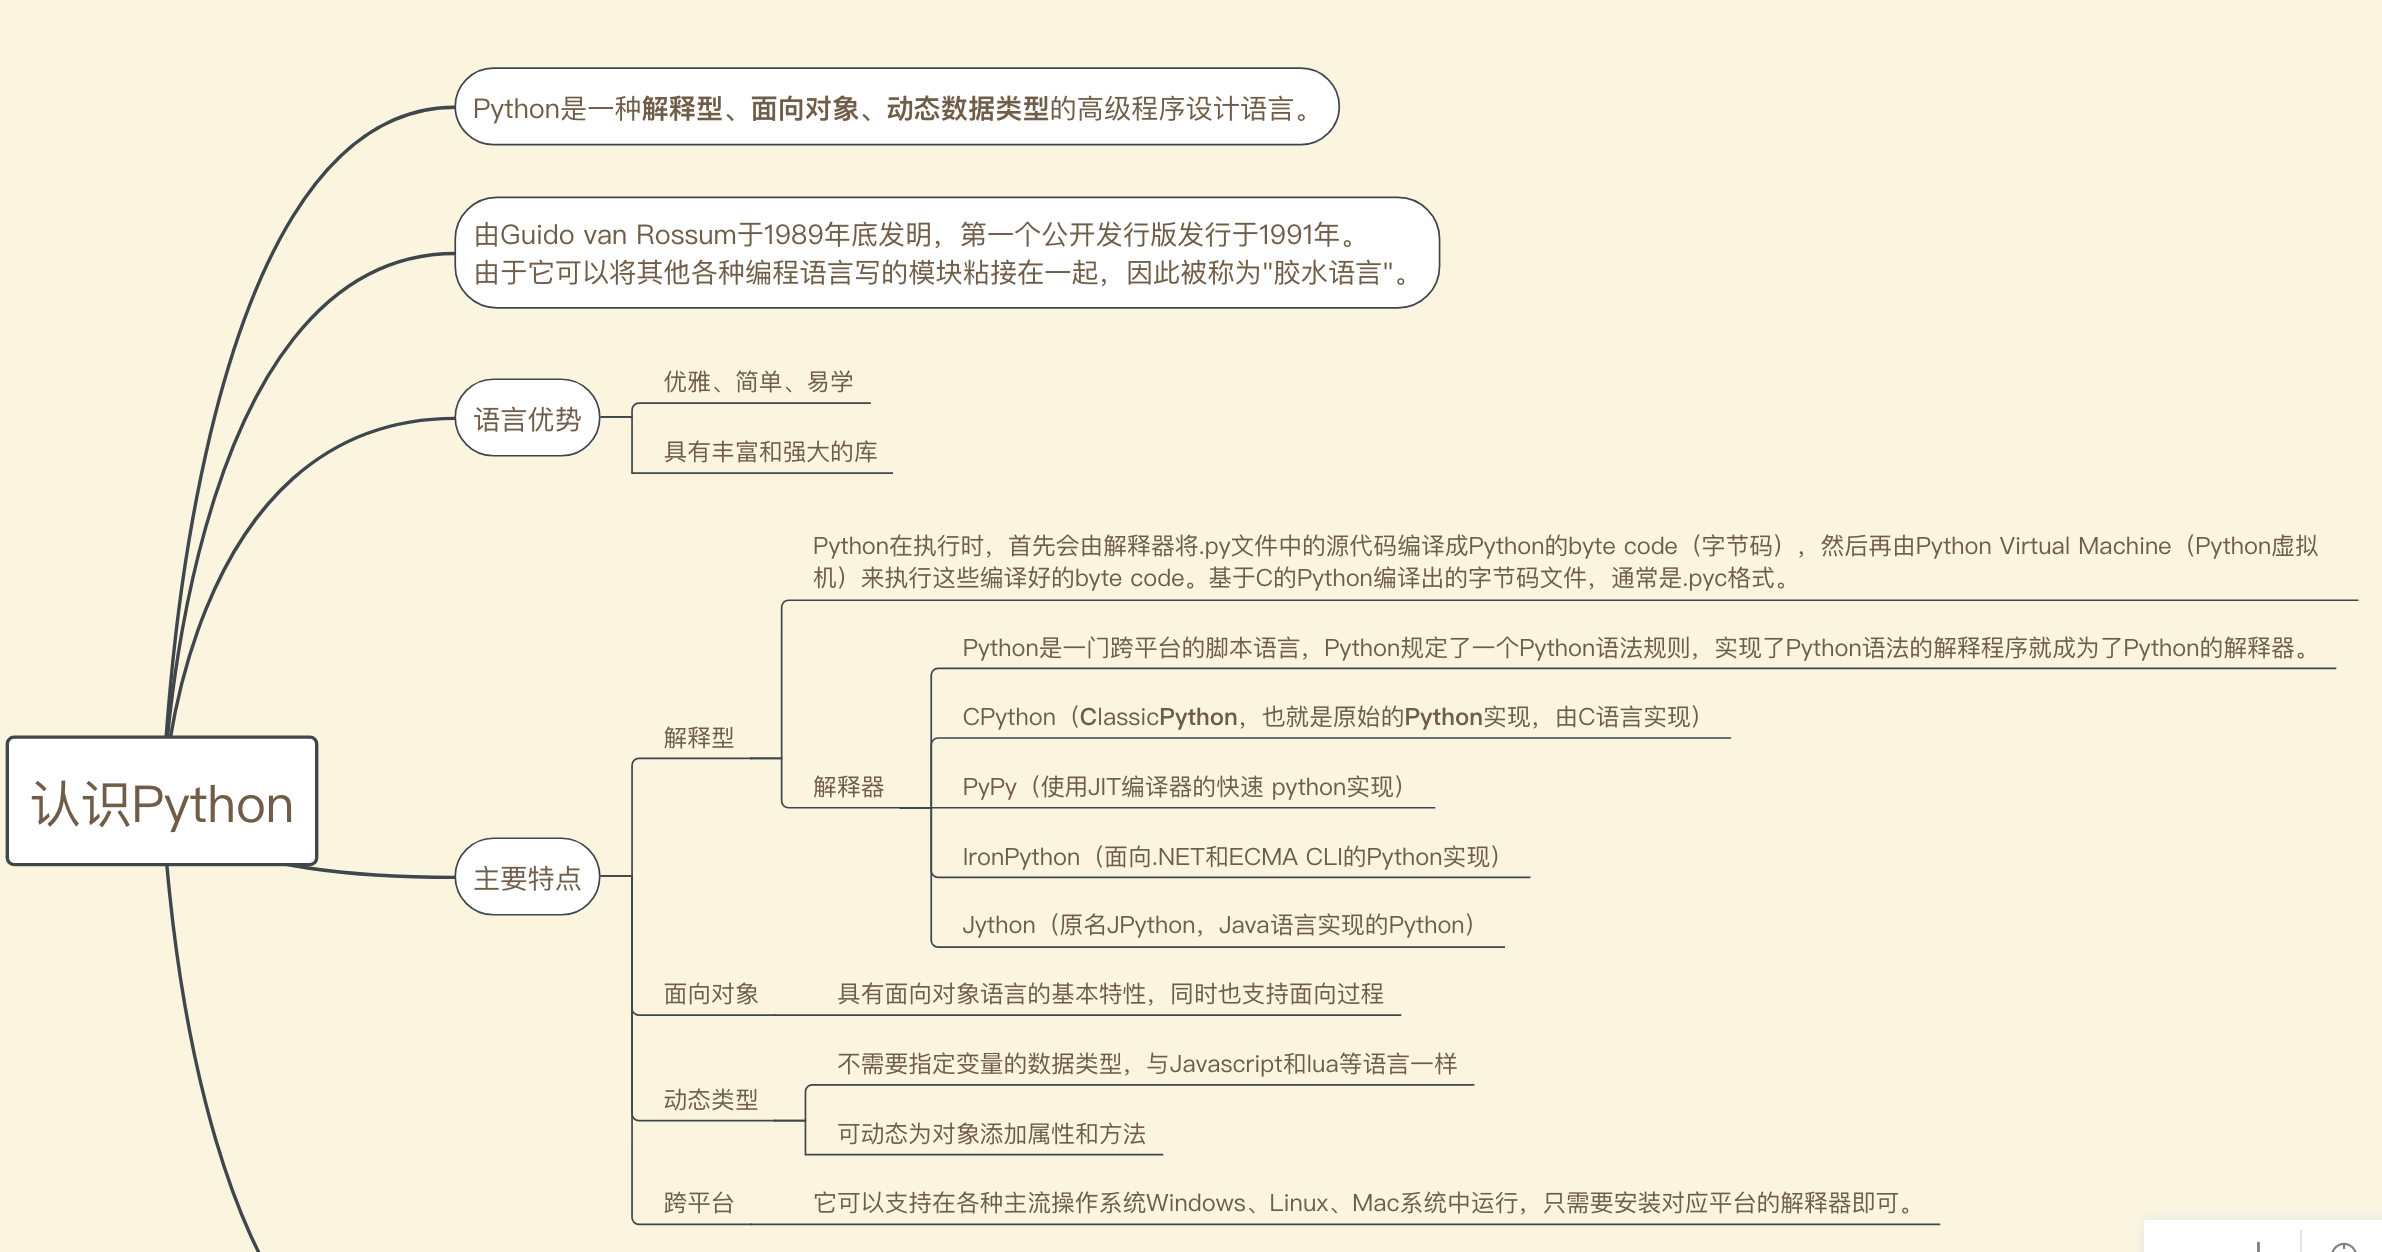 Python是一种解释型、面向对象、动态数据类型的高级程序设计语言。
由Guido van Rossum于1989年底发明，第一个公开发行版发行于1991年。
由于它可以将其他各种编程语言写的模块粘接在一起，因此被称为"胶水语言"。
语言优势
优雅、简单、易学
具有丰富和强大的库
认识Python
主要特点
解释型
Python在执行时，首先会由解释器将.py文件中的源代码编译成Python的byte code（字节码），然后再由Python Virtual Machine（Python虚拟
机）来执行这些编译好的byte code。基于C的Python编译出的字节码文件，通常是.pyc格式。
解释器
Python是一门跨平台的脚本语言，Python规定了一个Python语法规则，实现了Python语法的解释程序就成为了Python的解释器。
CPython（ClassicPython，也就是原始的Python实现，由C语言实现）
PyPy（使用JIT编译器的快速 python实现）
IronPython（面向.NET和ECMA CLI的Python实现）
Jython（原名JPython，Java语言实现的Python）
面向对象
具有面向对象语言的基本特性，同时也支持面向过程
动态类型
不需要指定变量的数据类型，与Javascript和lua等语言一样
可动态为对象添加属性和方法
跨平台
它可以支持在各种主流操作系统Windows、Linux、Mac系统中运行，只需要安装对应平台的解释器即可。